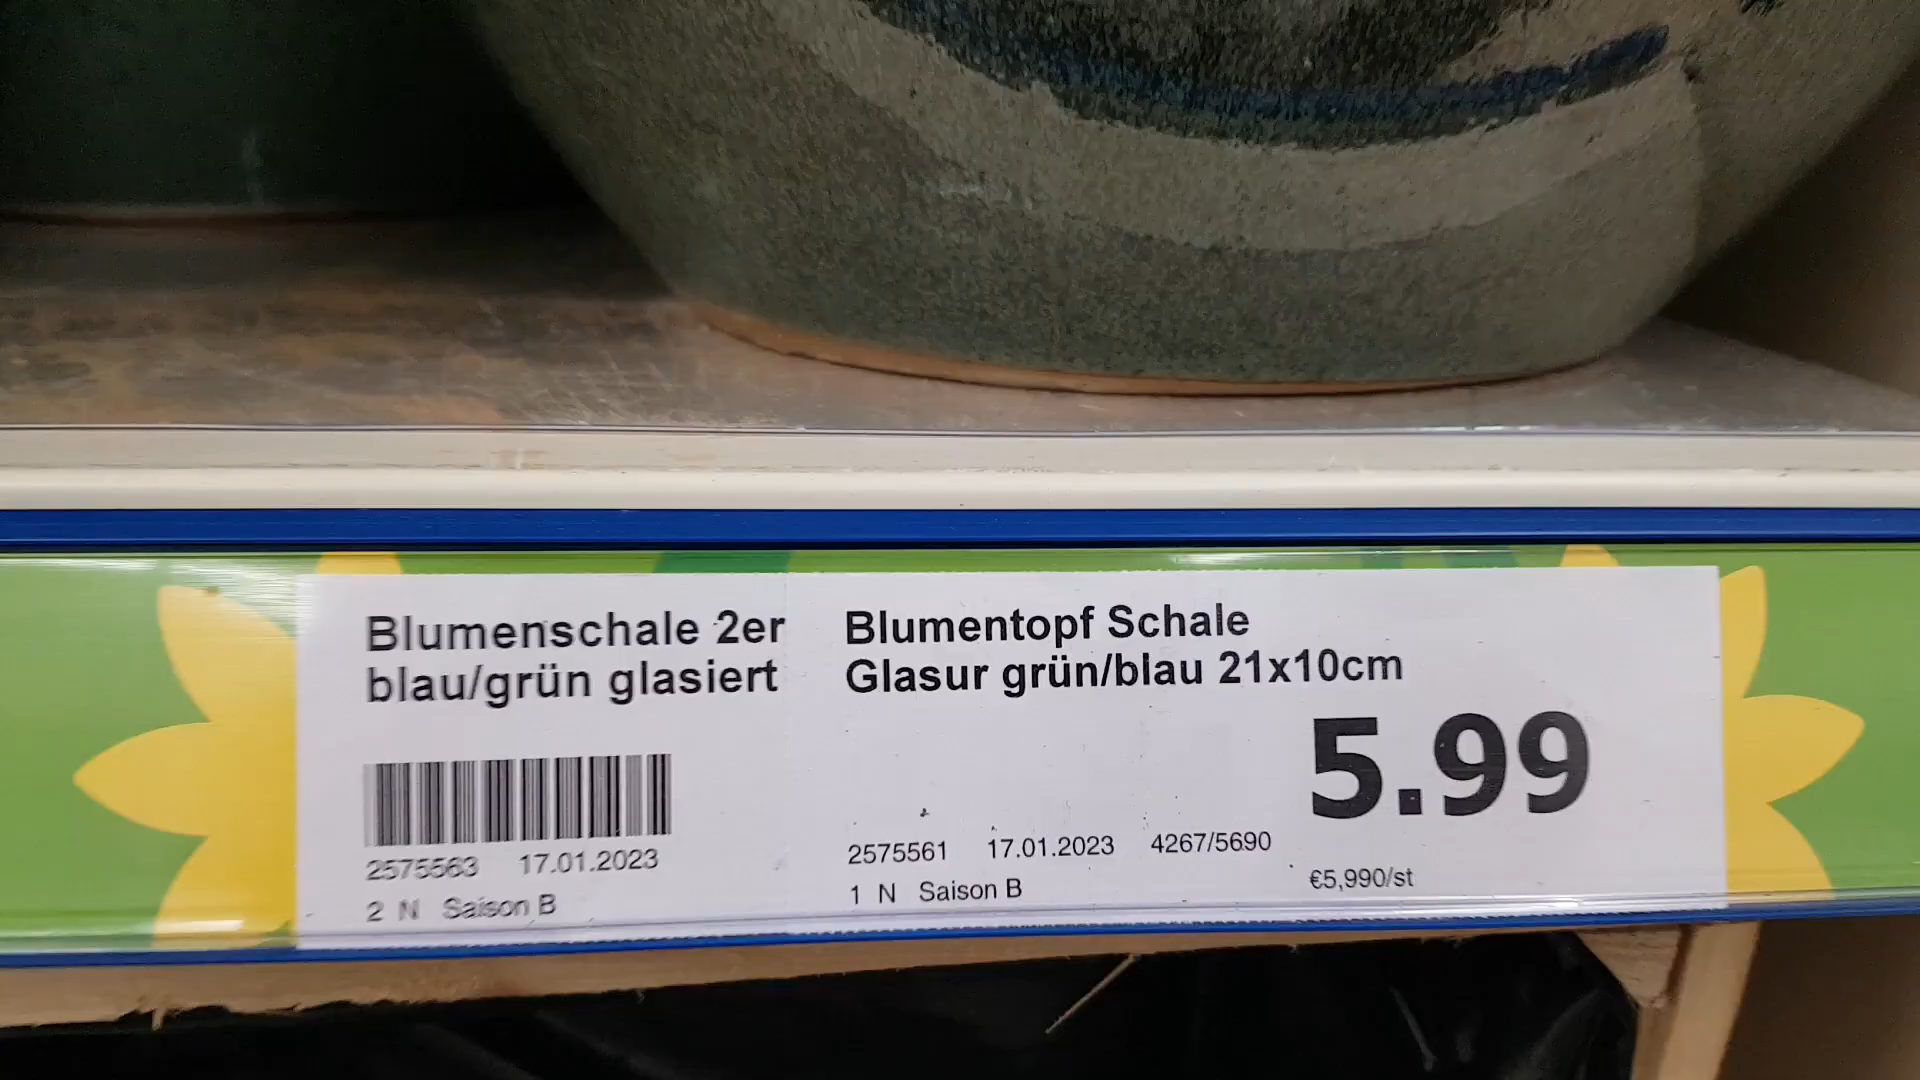 Blumenschale 2er
blau/grün glasiert
2575563 17.01.2023
2 N Saison B
Blumentopf Schale
Glasur grün/blau 21x10cm
5.99
2575561 17.01.2023 4267/5690
1 N Saison B
€5,990/st